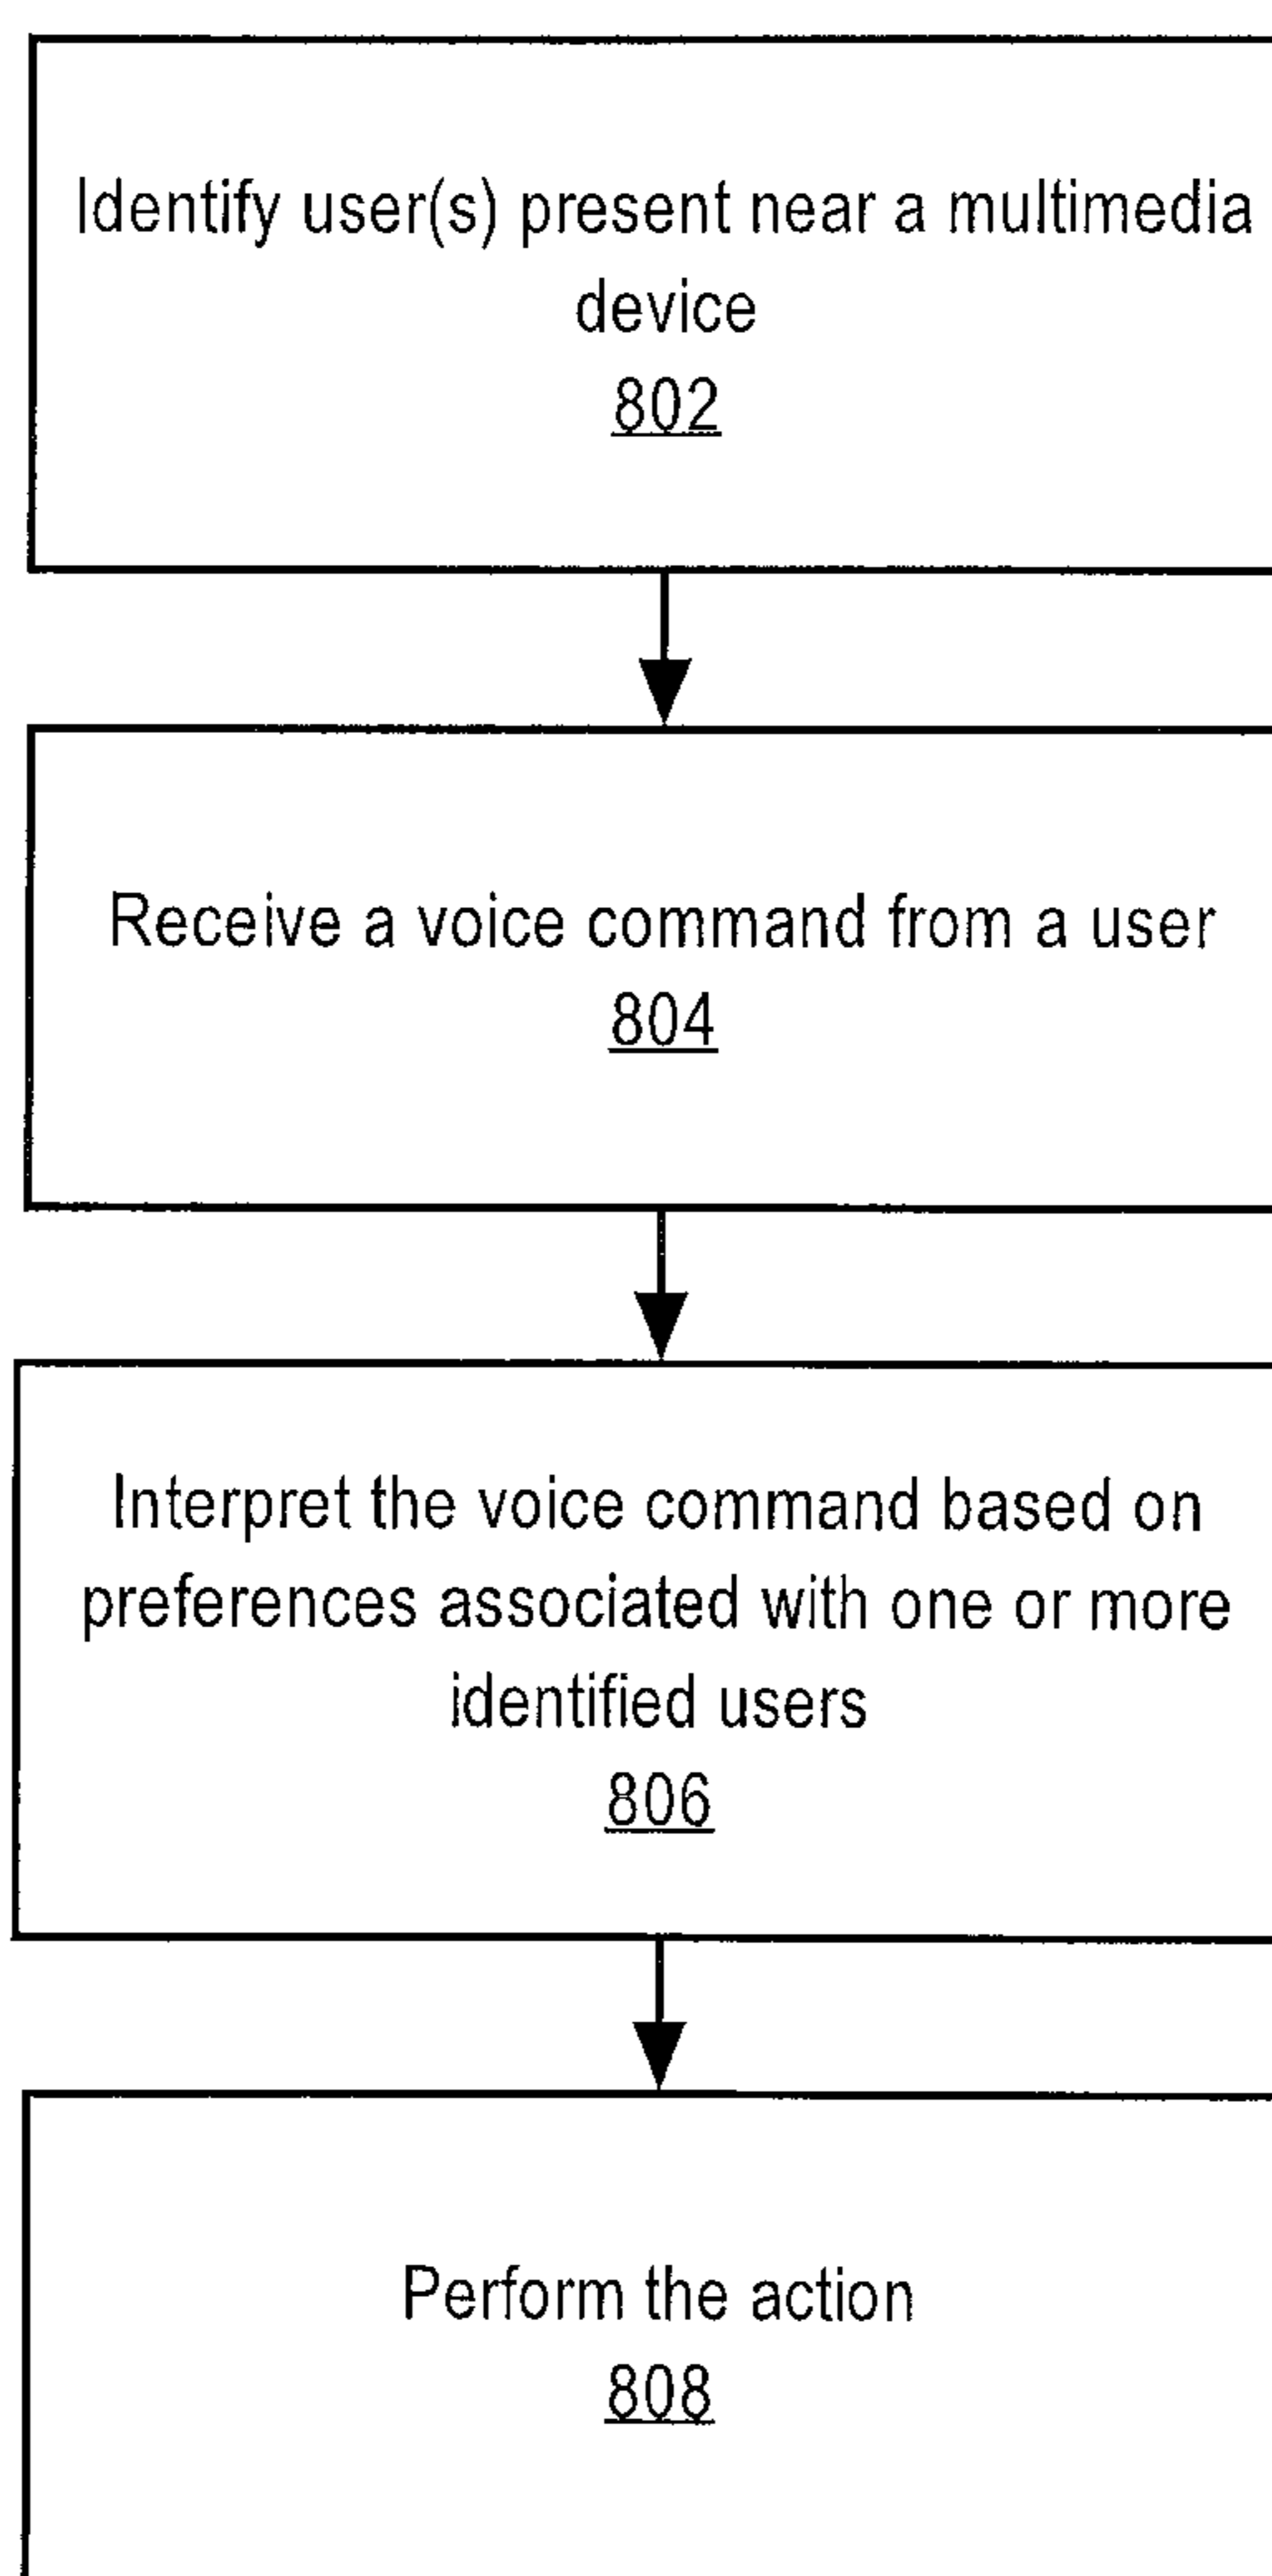 Identify user(s) present near a multimedia
device
802
Receive a voice command from a user
804
Interpret the voice command based on
preferences associated with one or more
identified users
806
Perform the action
808